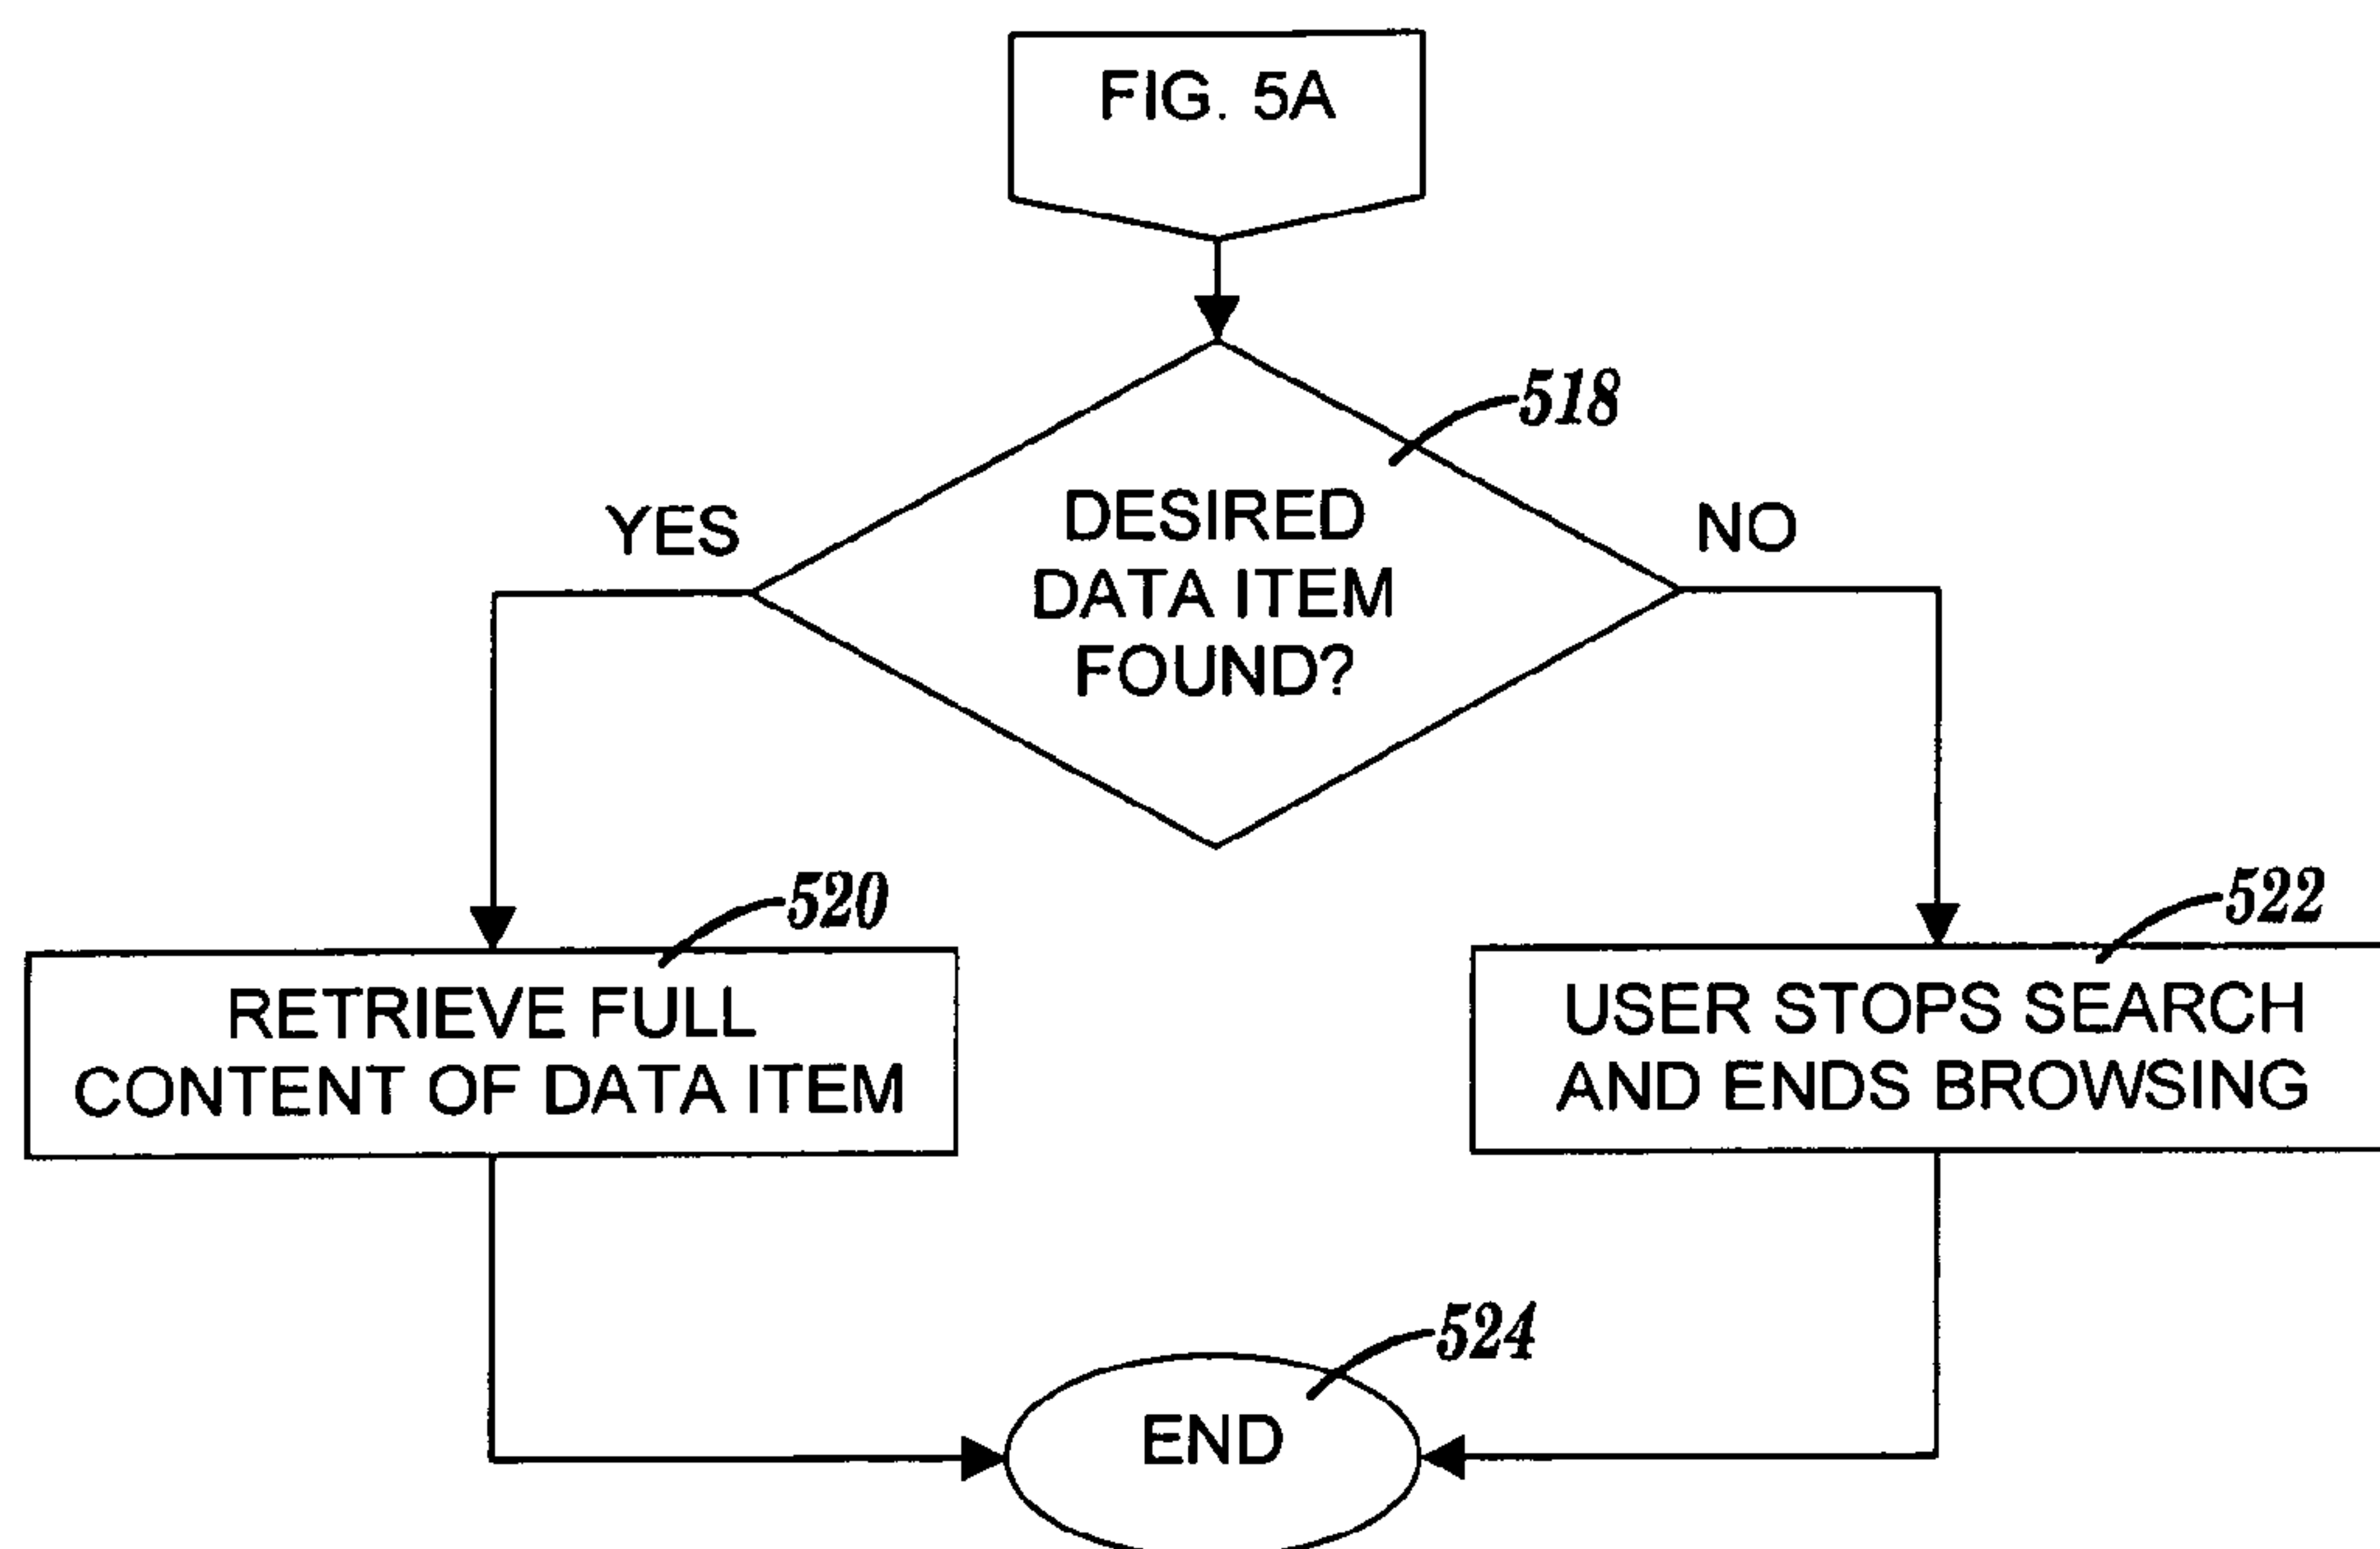 FIG. 5A
518
DESIRED
DATA ITEM
FOUND?
YES
NO
520
RETRIEVE FULL
CONTENT OF DATA ITEM
522
USER STOPS SEARCH
AND ENDS BROWSING
524
END